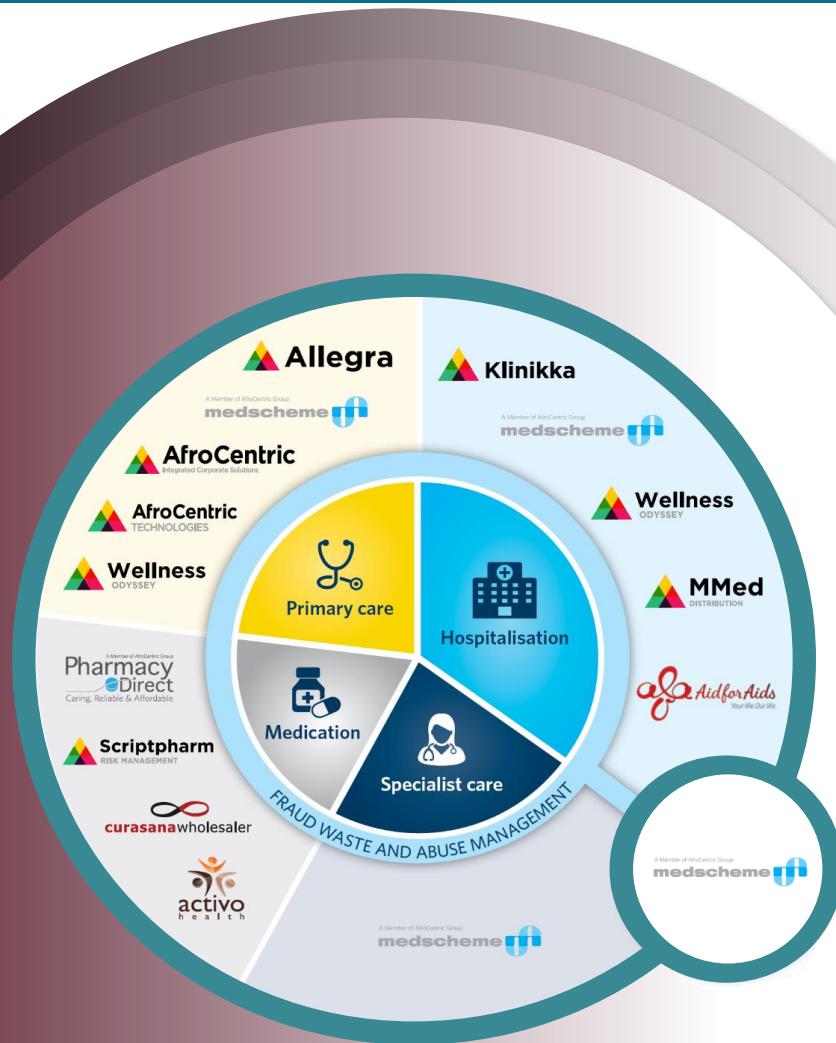 Allegra
A Member of AfroCentric Group
medscheme
AfroCentric
Integrated Corporate Solutions
AfroCentric
TECHNOLOGIES
Wellness
ODYSSEY
Klinikka
A Member of AfroCentric Group
medscheme
Wellness
ODYSSEY
MMed
DISTRIBUTION
afa AidforAids
Your life. Our life.
Primary care
Hospitalisation
Medication
Specialist care
FRAUD WASTE AND ABUSE MANAGEMENT
A Member of AfroCentric Group
Pharmacy
Direct
Caring, Reliable & Affordable
Scriptpharm
RISK MANAGEMENT
curasanawholesaler
activo
health
A Member of AfroCentric Group
medscheme
A Member of AfroCentric Group
medscheme